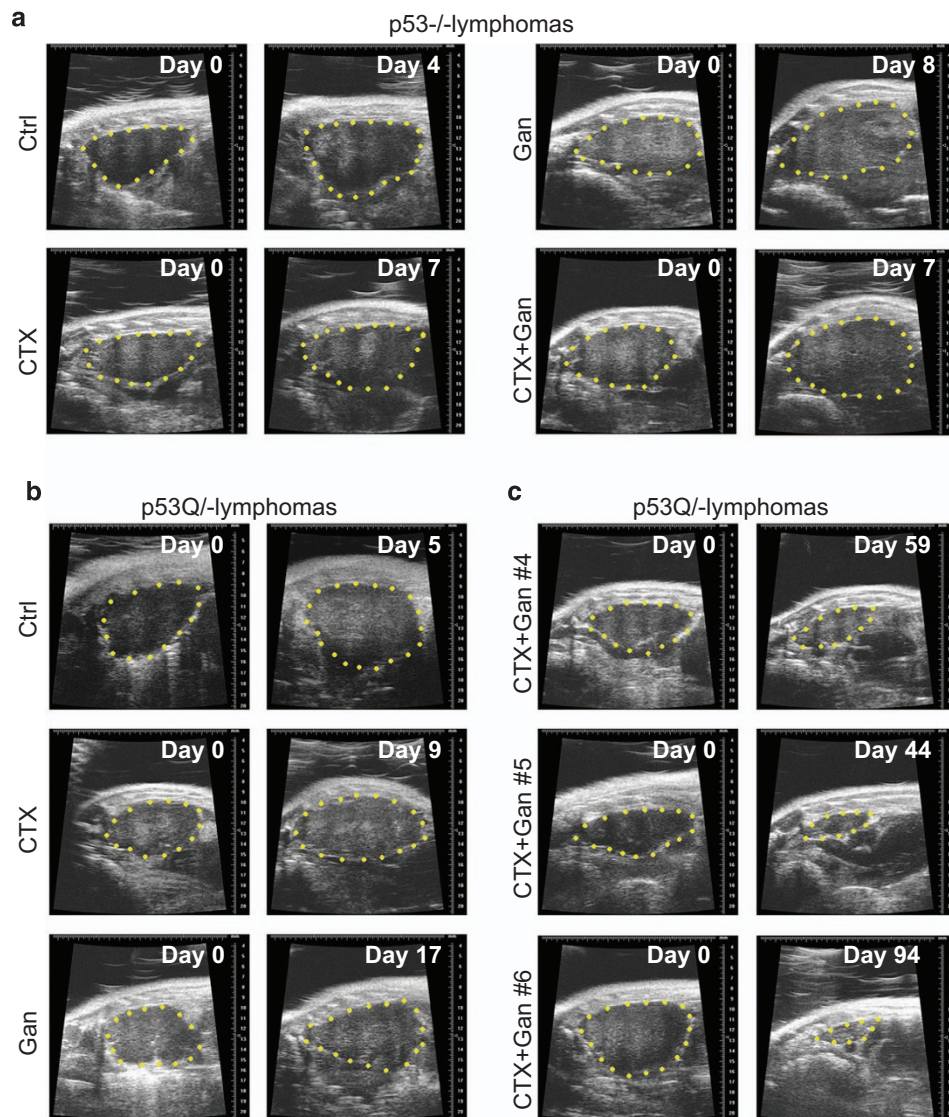 a
p53-/-lymphomas
Ctrl
Day 0
Day 4
Gan
Day 0
Day 8
CTX
Day 0
Day 7
CTX+Gan
Day 0
Day 7
b
p53Q/-lymphomas
Ctrl
Day 0
Day 5
CTX
Day 0
Day 9
Gan
Day 0
Day 17
c
p53Q/-lymphomas
CTX+Gan #4
Day 0
Day 59
CTX+Gan #5
Day 0
Day 44
CTX+Gan #6
Day 0
Day 94